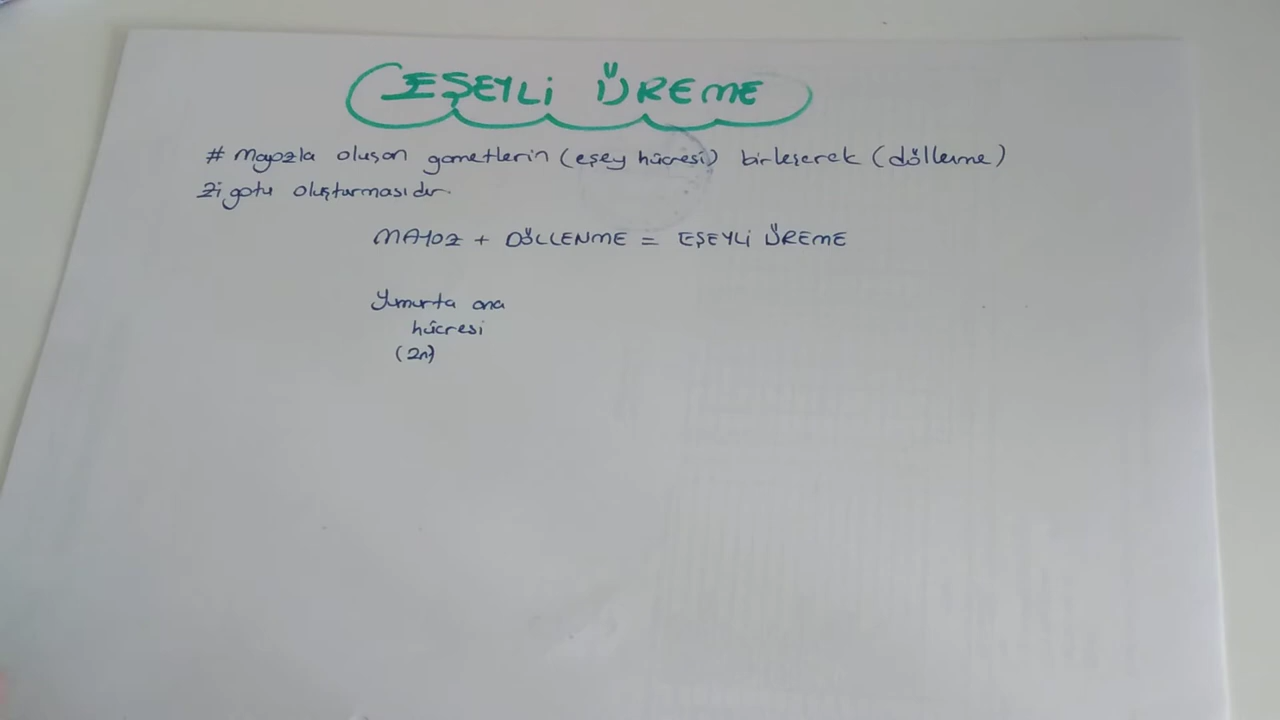 EŞEYLİ ÜREME
# Mayozla oluşan gametlerin (eşey hücresi) birleşerek (döllenme)
zigotu oluşturmasıdır.
MAYOZ + DÖLLENME = EŞEYLİ ÜREME
Yumurta ana
hücresi
(2n)